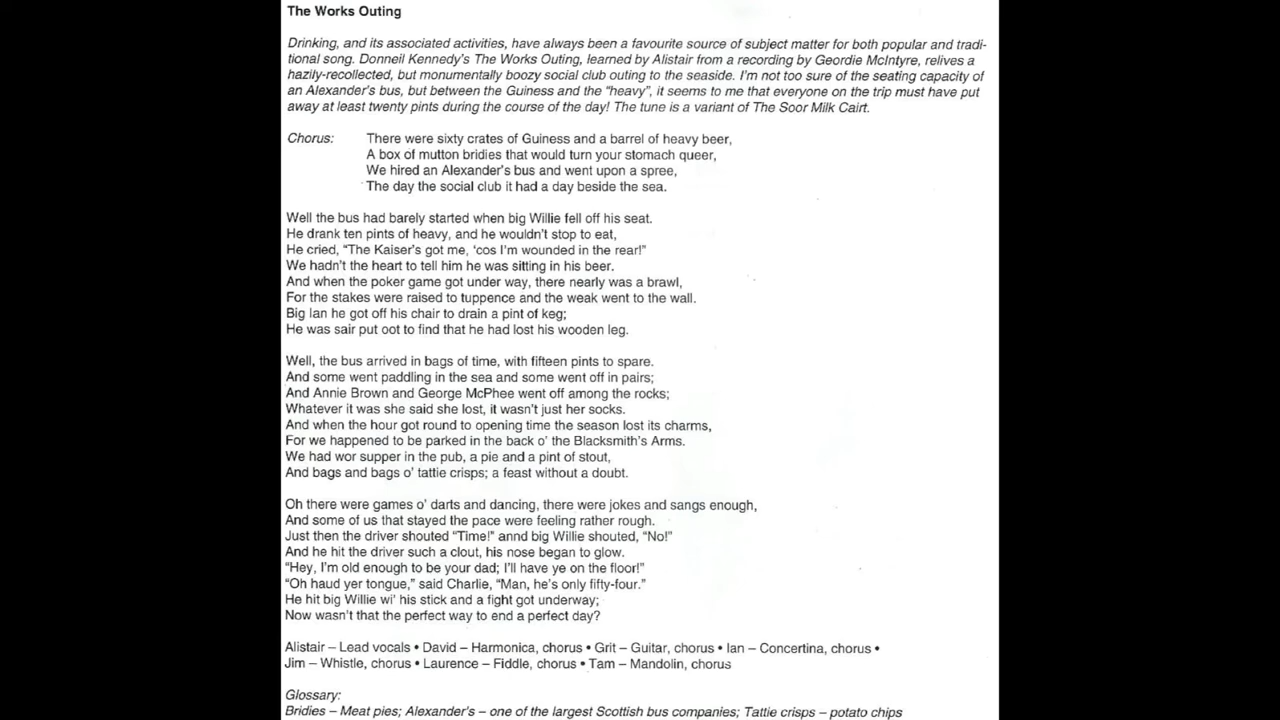 The Works Outing
Drinking, and its associated activities, have always been a favourite source of subject matter for both popular and tradi-
tional song. Donneil Kennedy's The Works Outing, learned by Alistair from a recording by Geordie McIntyre, relives a
hazily-recollected, but monumentally boozy social club outing to the seaside. I'm not too sure of the seating capacity of
an Alexander's bus, but between the Guiness and the "heavy", it seems to me that everyone on the trip must have put
away at least twenty pints during the course of the day! The tune is a variant of The Soor Milk Cairt.
Chorus: There were sixty crates of Guiness and a barrel of heavy beer,
A box of mutton bridies that would turn your stomach queer,
We hired an Alexander's bus and went upon a spree,
The day the social club it had a day beside the sea.
Well the bus had barely started when big Willie fell off his seat.
He drank ten pints of heavy, and he wouldn't stop to eat,
He cried, "The Kaiser's got me, 'cos I'm wounded in the rear!"
We hadn't the heart to tell him he was sitting in his beer.
And when the poker game got under way, there nearly was a brawl,
For the stakes were raised to tuppence and the weak went to the wall.
Big Ian he got off his chair to drain a pint of keg;
He was sair put oot to find that he had lost his wooden leg.
Well, the bus arrived in bags of time, with fifteen pints to spare.
And some went paddling in the sea and some went off in pairs;
And Annie Brown and George McPhee went off among the rocks;
Whatever it was she said she lost, it wasn't just her socks.
And when the hour got round to opening time the season lost its charms,
For we happened to be parked in the back o' the Blacksmith's Arms.
We had wor supper in the pub, a pie and a pint of stout,
And bags and bags o' tattie crisps; a feast without a doubt.
Oh there were games o' darts and dancing, there were jokes and sangs enough,
And some of us that stayed the pace were feeling rather rough.
Just then the driver shouted "Time!" annd big Willie shouted, "No!"
And he hit the driver such a clout, his nose began to glow.
"Hey, I'm old enough to be your dad; I'll have ye on the floor!"
"Oh haud yer tongue," said Charlie, "Man, he's only fifty-four."
He hit big Willie wi' his stick and a fight got underway;
Now wasn't that the perfect way to end a perfect day?
Alistair – Lead vocals • David – Harmonica, chorus • Grit – Guitar, chorus • Ian – Concertina, chorus •
Jim – Whistle, chorus • Laurence – Fiddle, chorus • Tam – Mandolin, chorus
Glossary:
Bridies – Meat pies; Alexander's – one of the largest Scottish bus companies; Tattie crisps – potato chips